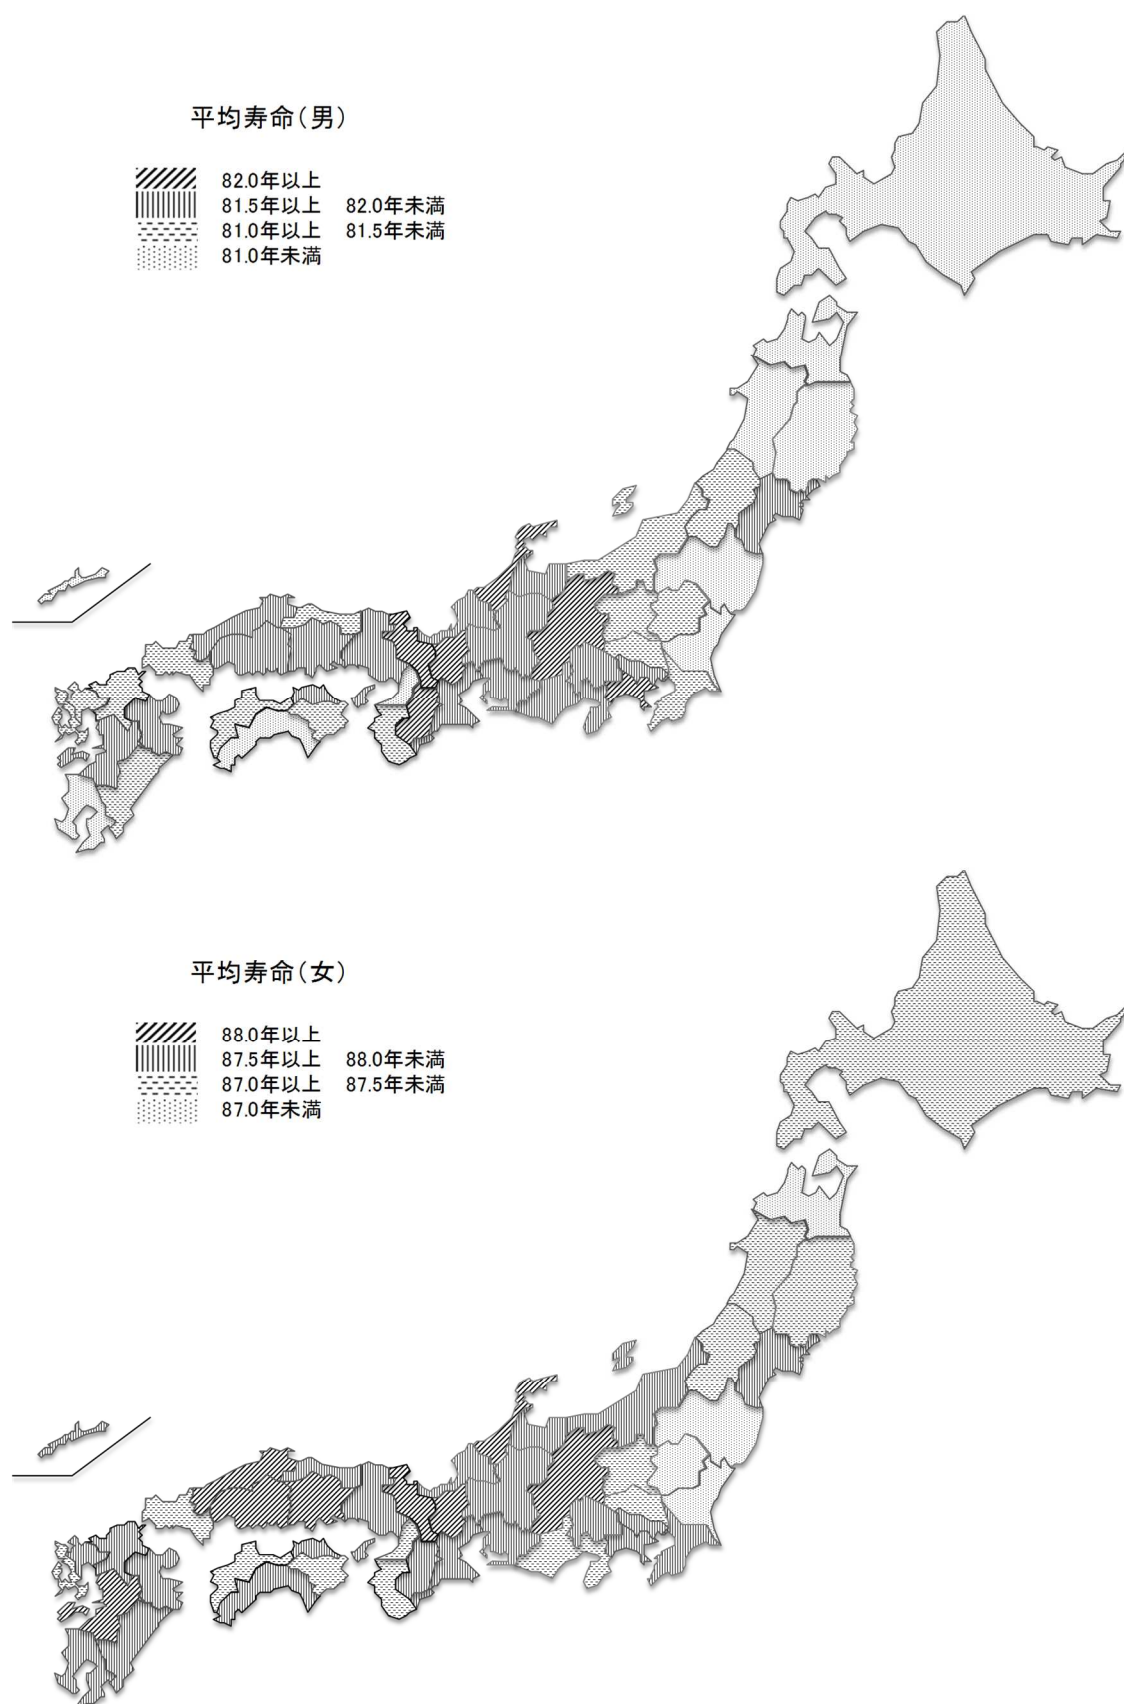 平均寿命(男)
82.0年以上
81.5年以上 82.0年未満
81.0年以上 81.5年未満
81.0年未満
平均寿命(女)
88.0年以上
87.5年以上 88.0年未満
87.0年以上 87.5年未満
87.0年未満